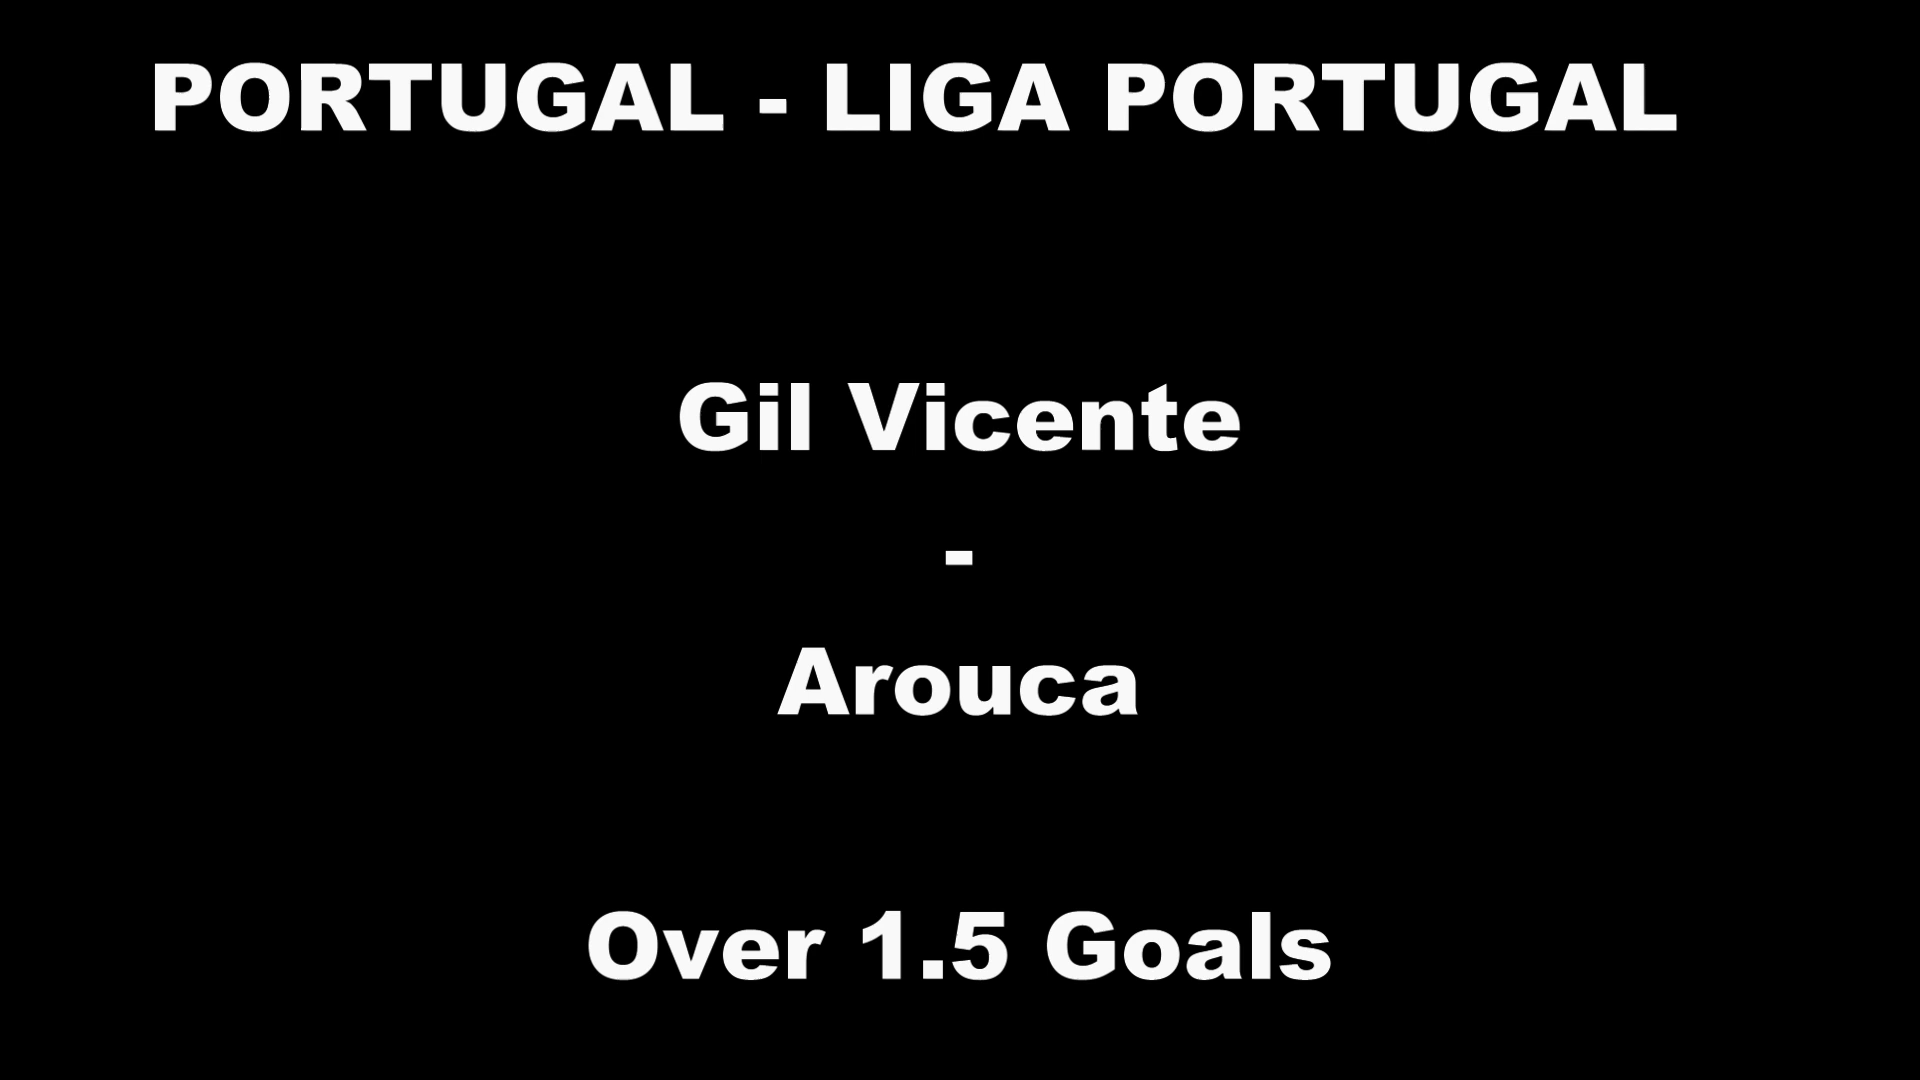 PORTUGAL - LIGA PORTUGAL
Gil Vicente
-
Arouca
Over 1.5 Goals